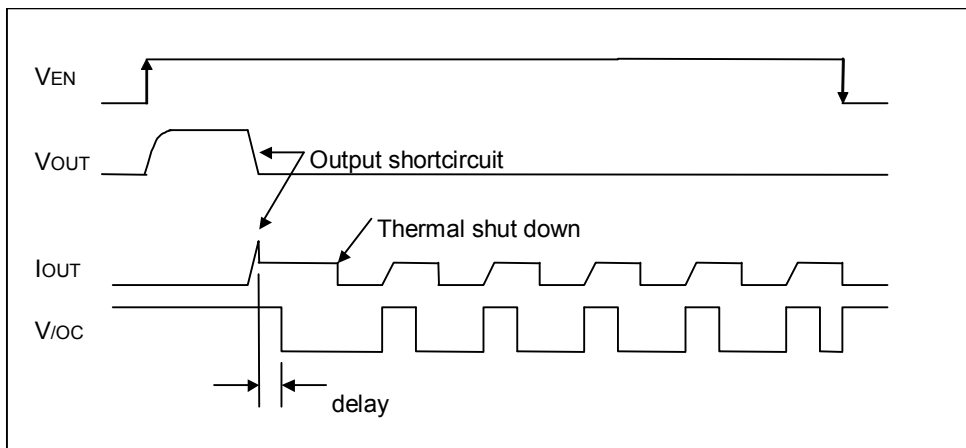 VEN
VOUT
Output shortcircuit
Thermal shut down
IOUT
V/OC
delay